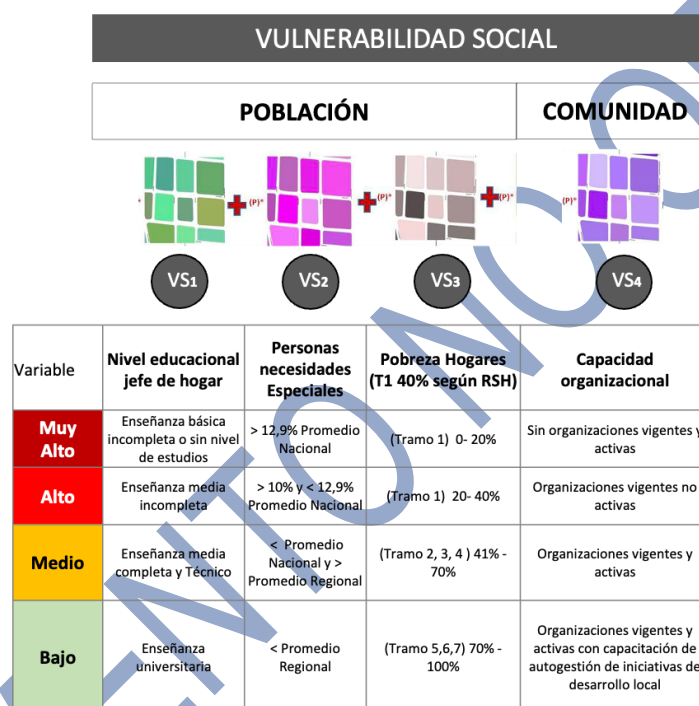 VULNERABILIDAD SOCIAL
POBLACIÓN
COMUNIDAD
(P)*
(P)*
(P)*
(P)*
VS1
VS2
VS3
VS4
Variable
Nivel educacional
jefe de hogar
Personas
necesidades
Especiales
Pobreza Hogares
(T1 40% según RSH)
Capacidad
organizacional
Muy
Alto
Enseñanza básica
incompleta o sin nivel
de estudios
> 12,9% Promedio
Nacional
(Tramo 1) 0- 20%
Sin organizaciones vigentes y
activas
Alto
Enseñanza media
incompleta
> 10% y < 12,9%
Promedio Nacional
(Tramo 1) 20- 40%
Organizaciones vigentes no
activas
Medio
Enseñanza media
completa y Técnico
< Promedio
Nacional y >
Promedio Regional
(Tramo 2, 3, 4 ) 41% -
70%
Organizaciones vigentes y
activas
Bajo
Enseñanza
universitaria
< Promedio
Regional
(Tramo 5,6,7) 70% -
100%
Organizaciones vigentes y
activas con capacitación de
autogestión de iniciativas de
desarrollo local
ENTO NO